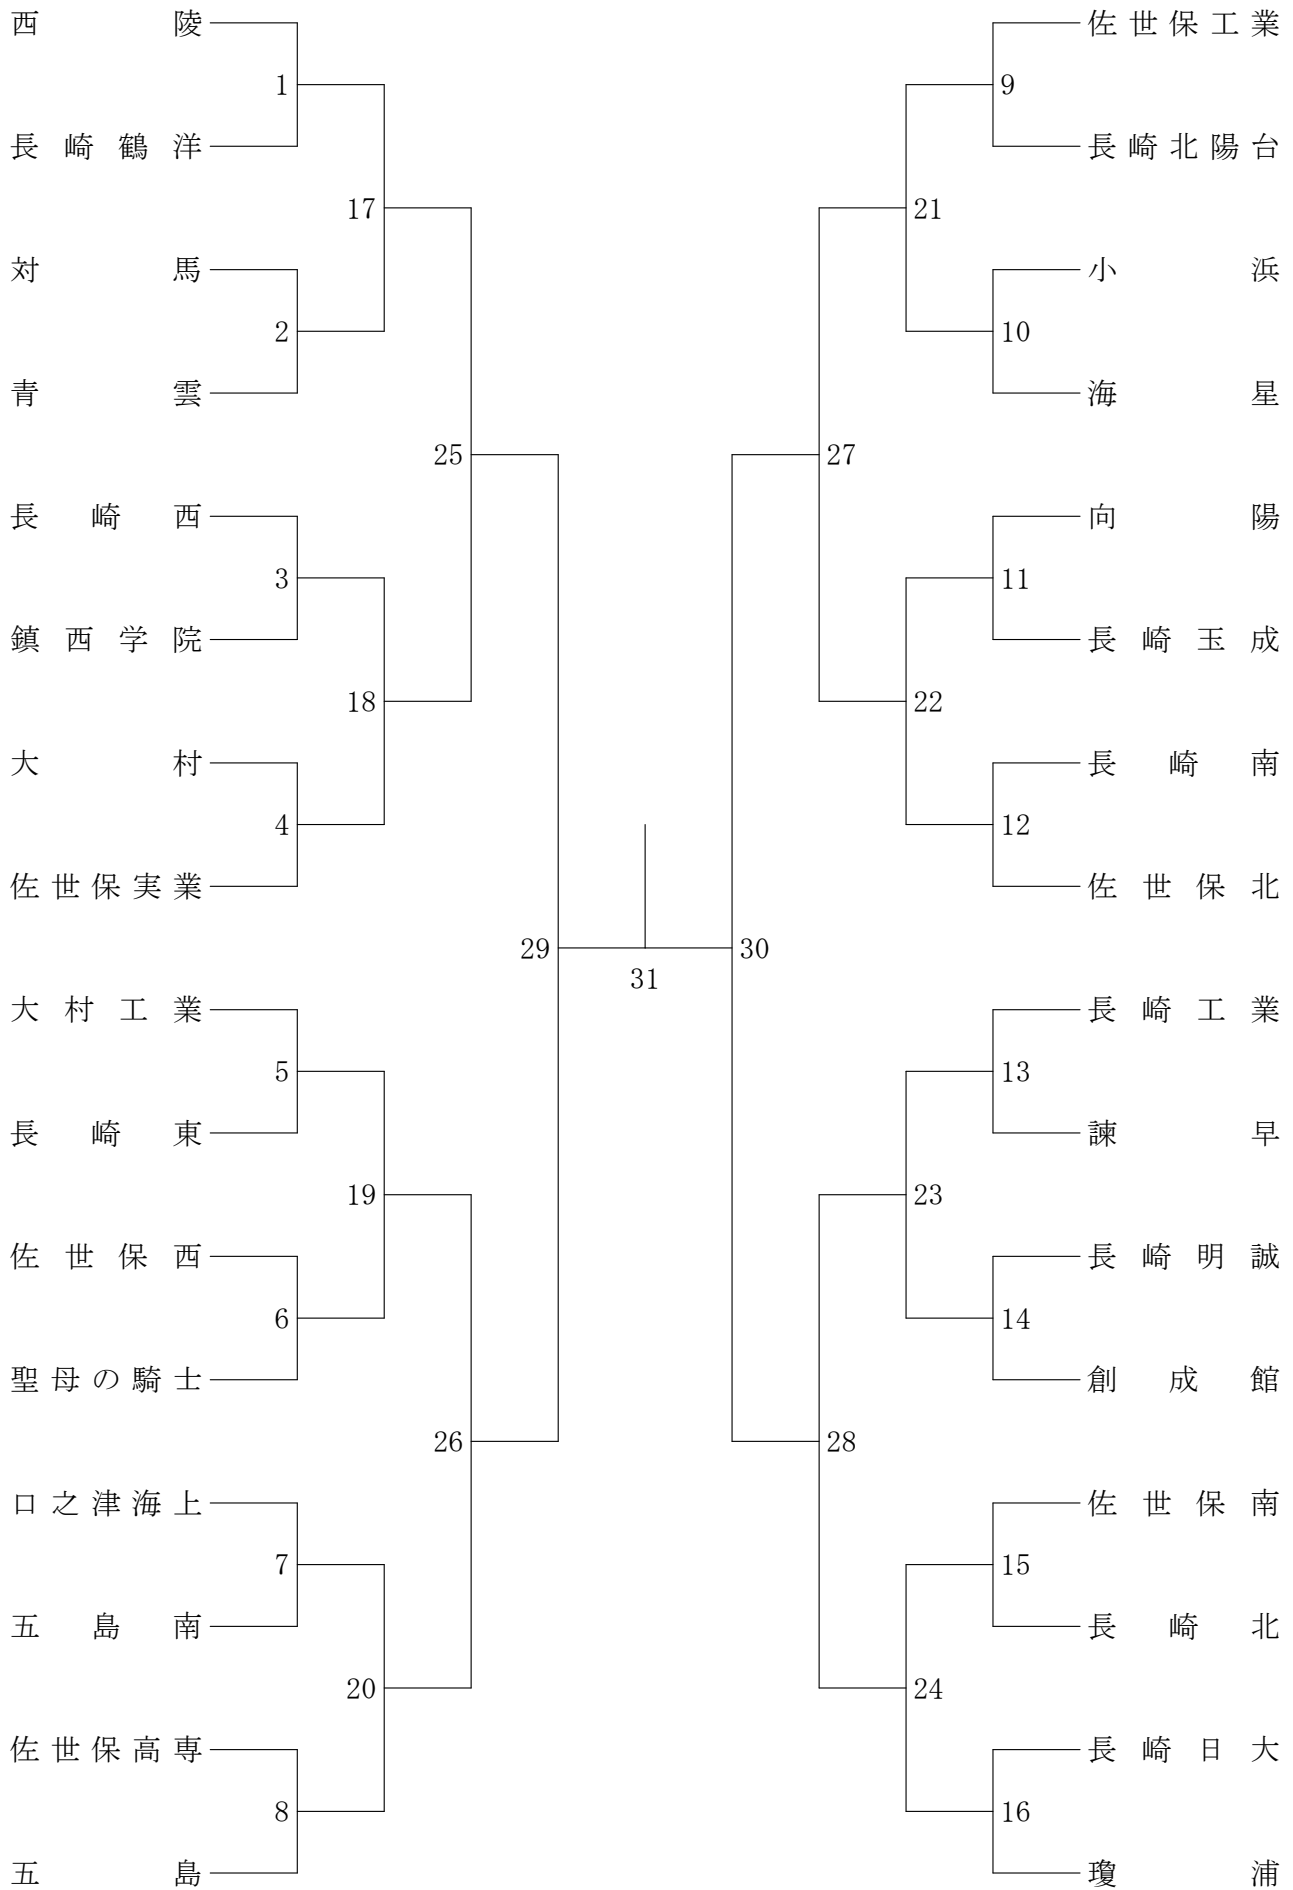 西陵
1
長崎鶴洋
17
対馬
2
青雲
25
長崎西
3
鎮西学院
18
大村
4
佐世保実業
29
大村工業
5
長崎東
19
佐世保西
6
聖母の騎士
26
口之津海上
7
五島南
20
佐世保高専
8
五島
31
佐世保工業
9
長崎北陽台
21
小浜
10
海星
27
向陽
11
長崎玉成
22
長崎南
12
佐世保北
30
長崎工業
13
諫早
23
長崎明誠
14
創成館
28
佐世保南
15
長崎北
24
長崎日大
16
瓊浦